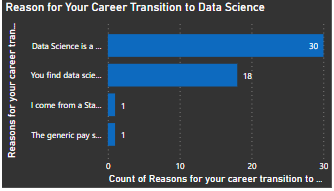 Reason for Your Career Transition to Data Science
Reasons for your career tran...
Data Science is a ...
30
You find data scie...
18
I come from a Sta...
1
The generic pay s...
1
0 10 20 30
Count of Reasons for your career transition to ...